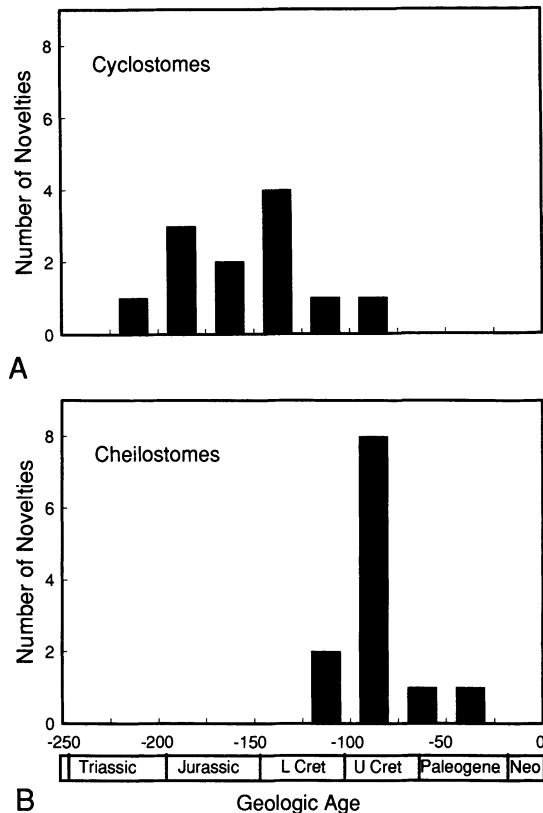 Cyclostomes
Number of Novelties
8
6
4
2
0
A
Cheilostomes
Number of Novelties
8
6
4
2
0
-250 -200 -150 -100 -50 0
Triassic Jurassic L Cret U Cret Paleogene Neo
B Geologic Age